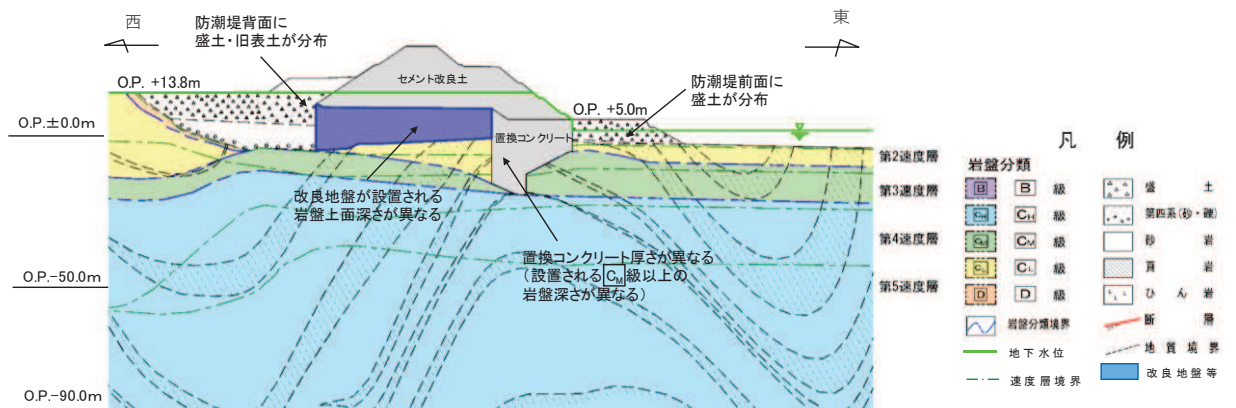 西
東
防潮堤背面に
盛土・旧表土が分布
セメント改良土
防潮堤前面に
盛土が分布
O.P. +13.8m
O.P. +5.0m
O.P.±0.0m
置換コンクリート
改良地盤が設置される
岩盤上面深さが異なる
置換コンクリート厚さが異なる
(設置されるCM級以上の
岩盤深さが異なる)
O.P.-50.0m
O.P.-90.0m
第2速度層
第3速度層
第4速度層
第5速度層
凡 例
岩盤分類
B B 級
CH CH 級
CM CM 級
CL CL 級
D D 級
岩盤分類境界
地下水位
速度層境界
盛 土
第四系(砂・礫)
砂 岩
頁 岩
ひ ん 岩
断 層
地 質 境 界
改良地盤等